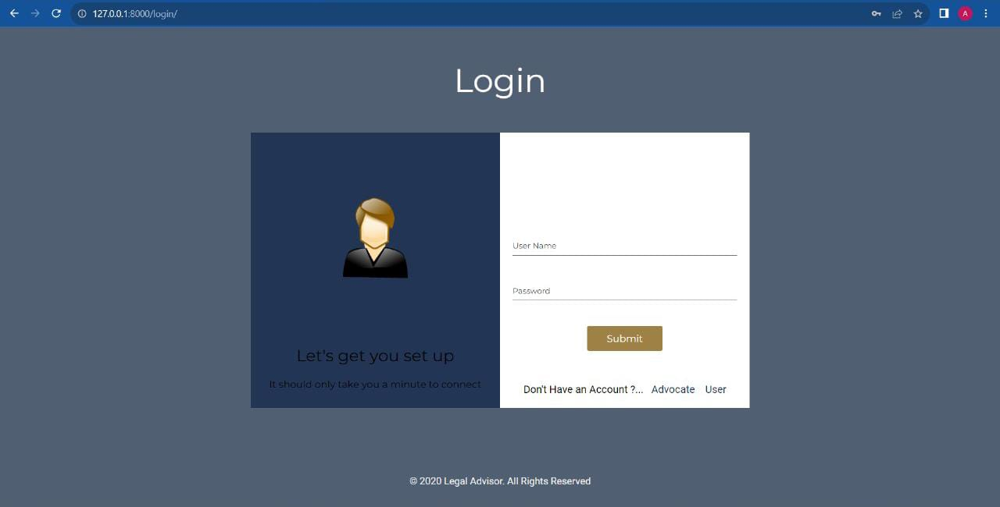 127.0.0.1:8000/login/
A
Login
User Name
Password
Submit
Let's get you set up
It should only take you a minute to connect
Don't Have an Account ?... Advocate User
© 2020 Legal Advisor. All Rights Reserved